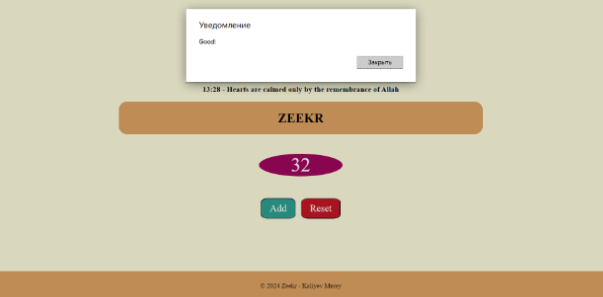 Уведомление
Good!
Закрыть
13:28 - Hearts are calmed only by the remembrance of Allah
ZEEKR
32
Add Reset
© 2024 Zeekr - Kaliyev Merey